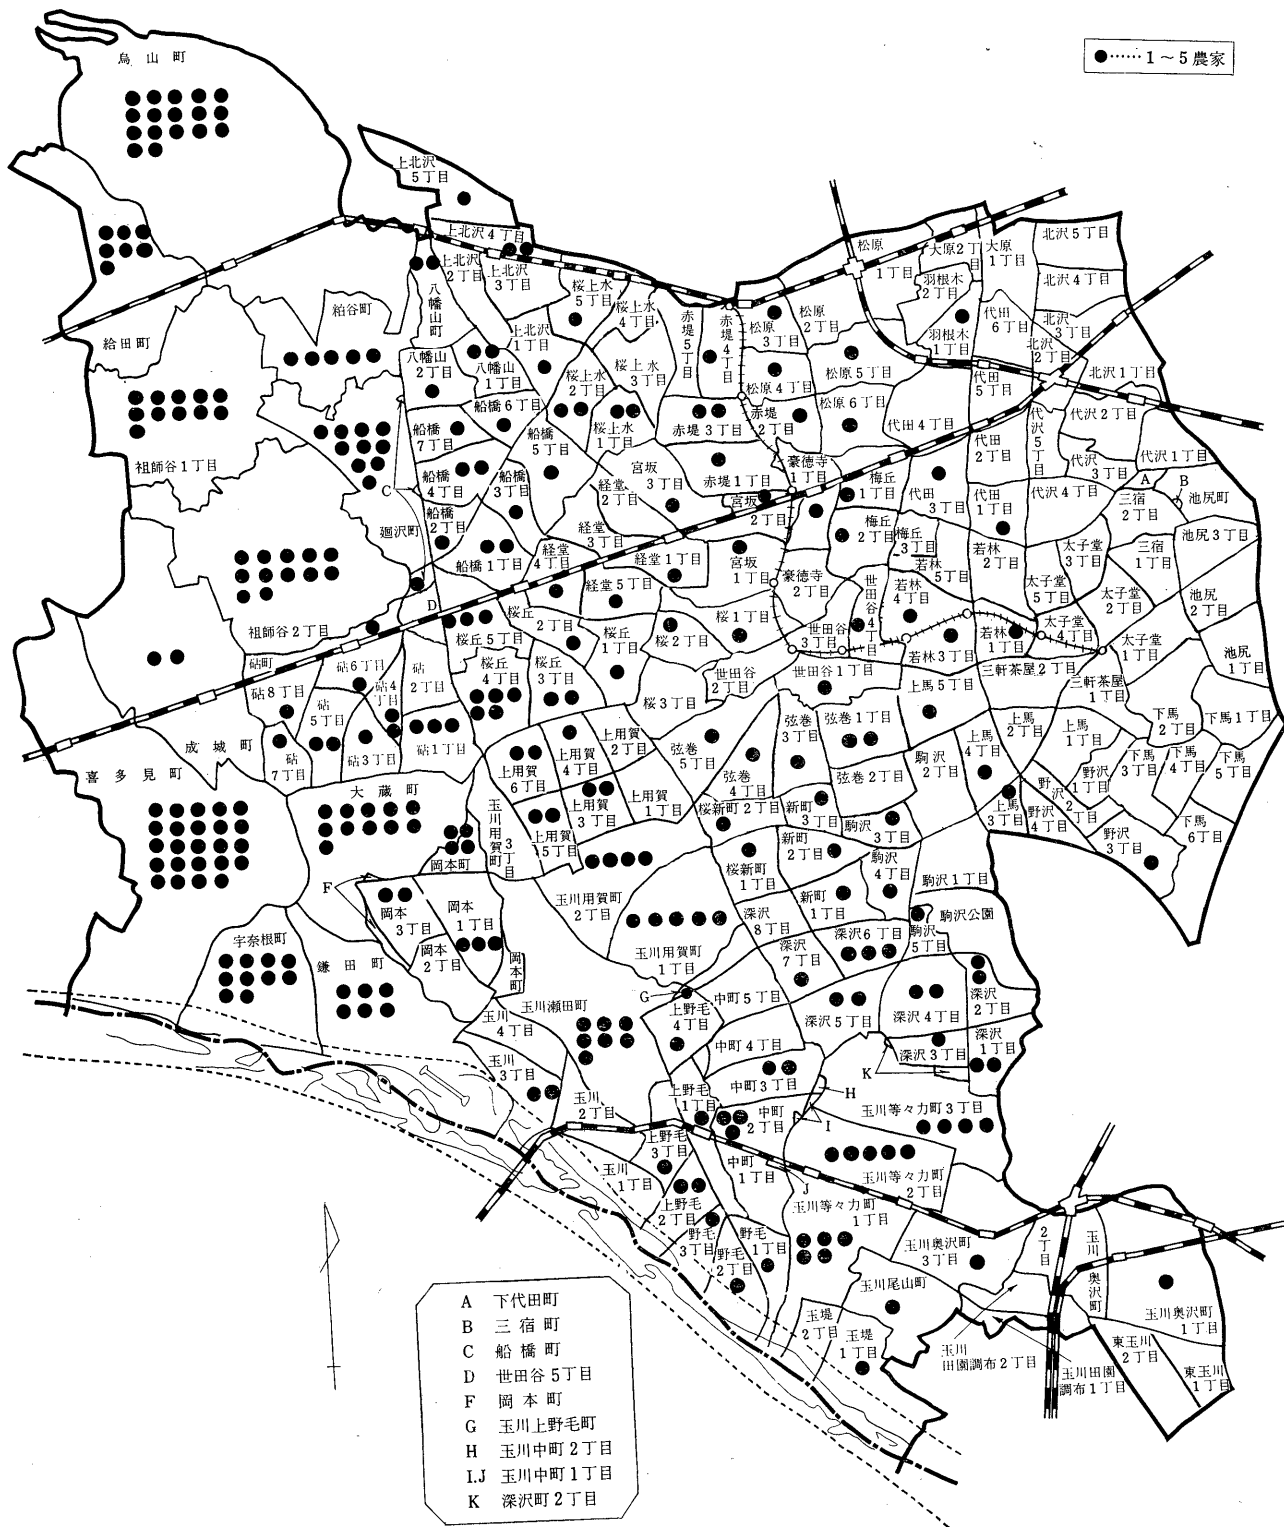 ●……1～5農家
烏山町
上北沢
5丁目
上北沢4丁目
上北沢
2丁目
上北沢
3丁目
八幡山町
桜上水
5丁目
桜上水
4丁目
上北沢
1丁目
粕谷町
給田町
八幡山
2丁目
八幡山
1丁目
桜上水
2丁目
桜上水
3丁目
桜上水
1丁目
赤堤5丁目
赤堤4丁目
赤堤3丁目
赤堤
2丁目
赤堤1丁目
松原
1丁目
松原
2丁目
松原
3丁目
松原4丁目
松原5丁目
松原6丁目
大原2丁目
大原
1丁目
羽根木
2丁目
羽根木
1丁目
北沢5丁目
北沢4丁目
北沢
3丁目
北沢
2丁目
北沢1丁目
代田
6丁目
代田
5丁目
代田4丁目
代田
3丁目
代田
2丁目
代田
1丁目
代沢5丁目
代沢2丁目
代沢1丁目
代沢
3丁目
代沢4丁目
A
B
池尻町
三宿
2丁目
三宿
1丁目
池尻3丁目
池尻
2丁目
池尻
1丁目
祖師谷1丁目
祖師谷2丁目
船橋6丁目
船橋
7丁目
船橋
5丁目
船橋
4丁目
船橋
3丁目
船橋
2丁目
船橋1丁目
C
廻沢町
D
宮坂
3丁目
宮坂
2丁目
宮坂
1丁目
経堂
2丁目
経堂
3丁目
経堂
4丁目
経堂1丁目
経堂5丁目
豪徳寺
1丁目
豪徳寺
2丁目
梅丘
1丁目
梅丘
2丁目
梅丘
3丁目
若林
5丁目
若林
4丁目
若林3丁目
若林
2丁目
若林
1丁目
太子堂
3丁目
太子堂
5丁目
太子堂
4丁目
太子堂
2丁目
太子堂
1丁目
世田谷4丁目
世田谷
3丁目
世田谷
2丁目
世田谷1丁目
三軒茶屋2丁目
三軒茶屋
1丁目
桜丘
2丁目
桜丘5丁目
桜丘
4丁目
桜丘
3丁目
桜丘
1丁目
桜1丁目
桜2丁目
桜3丁目
砧町
砧8丁目
砧6丁目
砧
5丁目
砧4丁目
砧
2丁目
砧
7丁目
砧3丁目
砧1丁目
成城町
喜多見町
大蔵町
岡本町
上用賀
2丁目
上用賀
4丁目
上用賀
6丁目
上用賀
3丁目
上用賀
1丁目
上用賀
5丁目
玉川用賀町3丁目
玉川用賀町
2丁目
玉川用賀町
1丁目
弦巻
5丁目
弦巻
4丁目
弦巻
3丁目
弦巻1丁目
弦巻2丁目
上馬5丁目
上馬
4丁目
上馬
3丁目
上馬
2丁目
上馬
1丁目
駒沢
2丁目
駒沢
3丁目
駒沢
4丁目
駒沢1丁目
駒沢
5丁目
駒沢公園
下馬
2丁目
下馬1丁目
下馬
3丁目
下馬
4丁目
下馬
5丁目
下馬
6丁目
野沢
1丁目
野沢2丁目
野沢
4丁目
野沢
3丁目
桜新町2丁目
桜新町
1丁目
新町
3丁目
新町
2丁目
新町
1丁目
深沢
8丁目
深沢
7丁目
深沢6丁目
深沢5丁目
深沢4丁目
深沢
2丁目
深沢3丁目
深沢
1丁目
F
岡本
3丁目
岡本
1丁目
岡本
2丁目
岡本町
宇奈根町
鎌田町
玉川瀬田町
玉川
4丁目
玉川
3丁目
玉川
2丁目
玉川
1丁目
G
上野毛
4丁目
上野毛
1丁目
上野毛
3丁目
上野毛
2丁目
中町5丁目
中町4丁目
中町3丁目
中町
2丁目
中町
1丁目
H
I
J
K
野毛
3丁目
野毛
2丁目
野毛
1丁目
玉川等々力町3丁目
玉川等々力町
2丁目
玉川等々力町
1丁目
玉川奥沢町
3丁目
2丁目
玉川奥沢町
玉川奥沢町
1丁目
玉川尾山町
玉堤
2丁目
玉堤
1丁目
玉川
田園調布2丁目
玉川田園
調布1丁目
東玉川
2丁目
東玉川
1丁目
A 下代田町
B 三宿町
C 船橋町
D 世田谷5丁目
F 岡本町
G 玉川上野毛町
H 玉川中町2丁目
I.J 玉川中町1丁目
K 深沢町2丁目